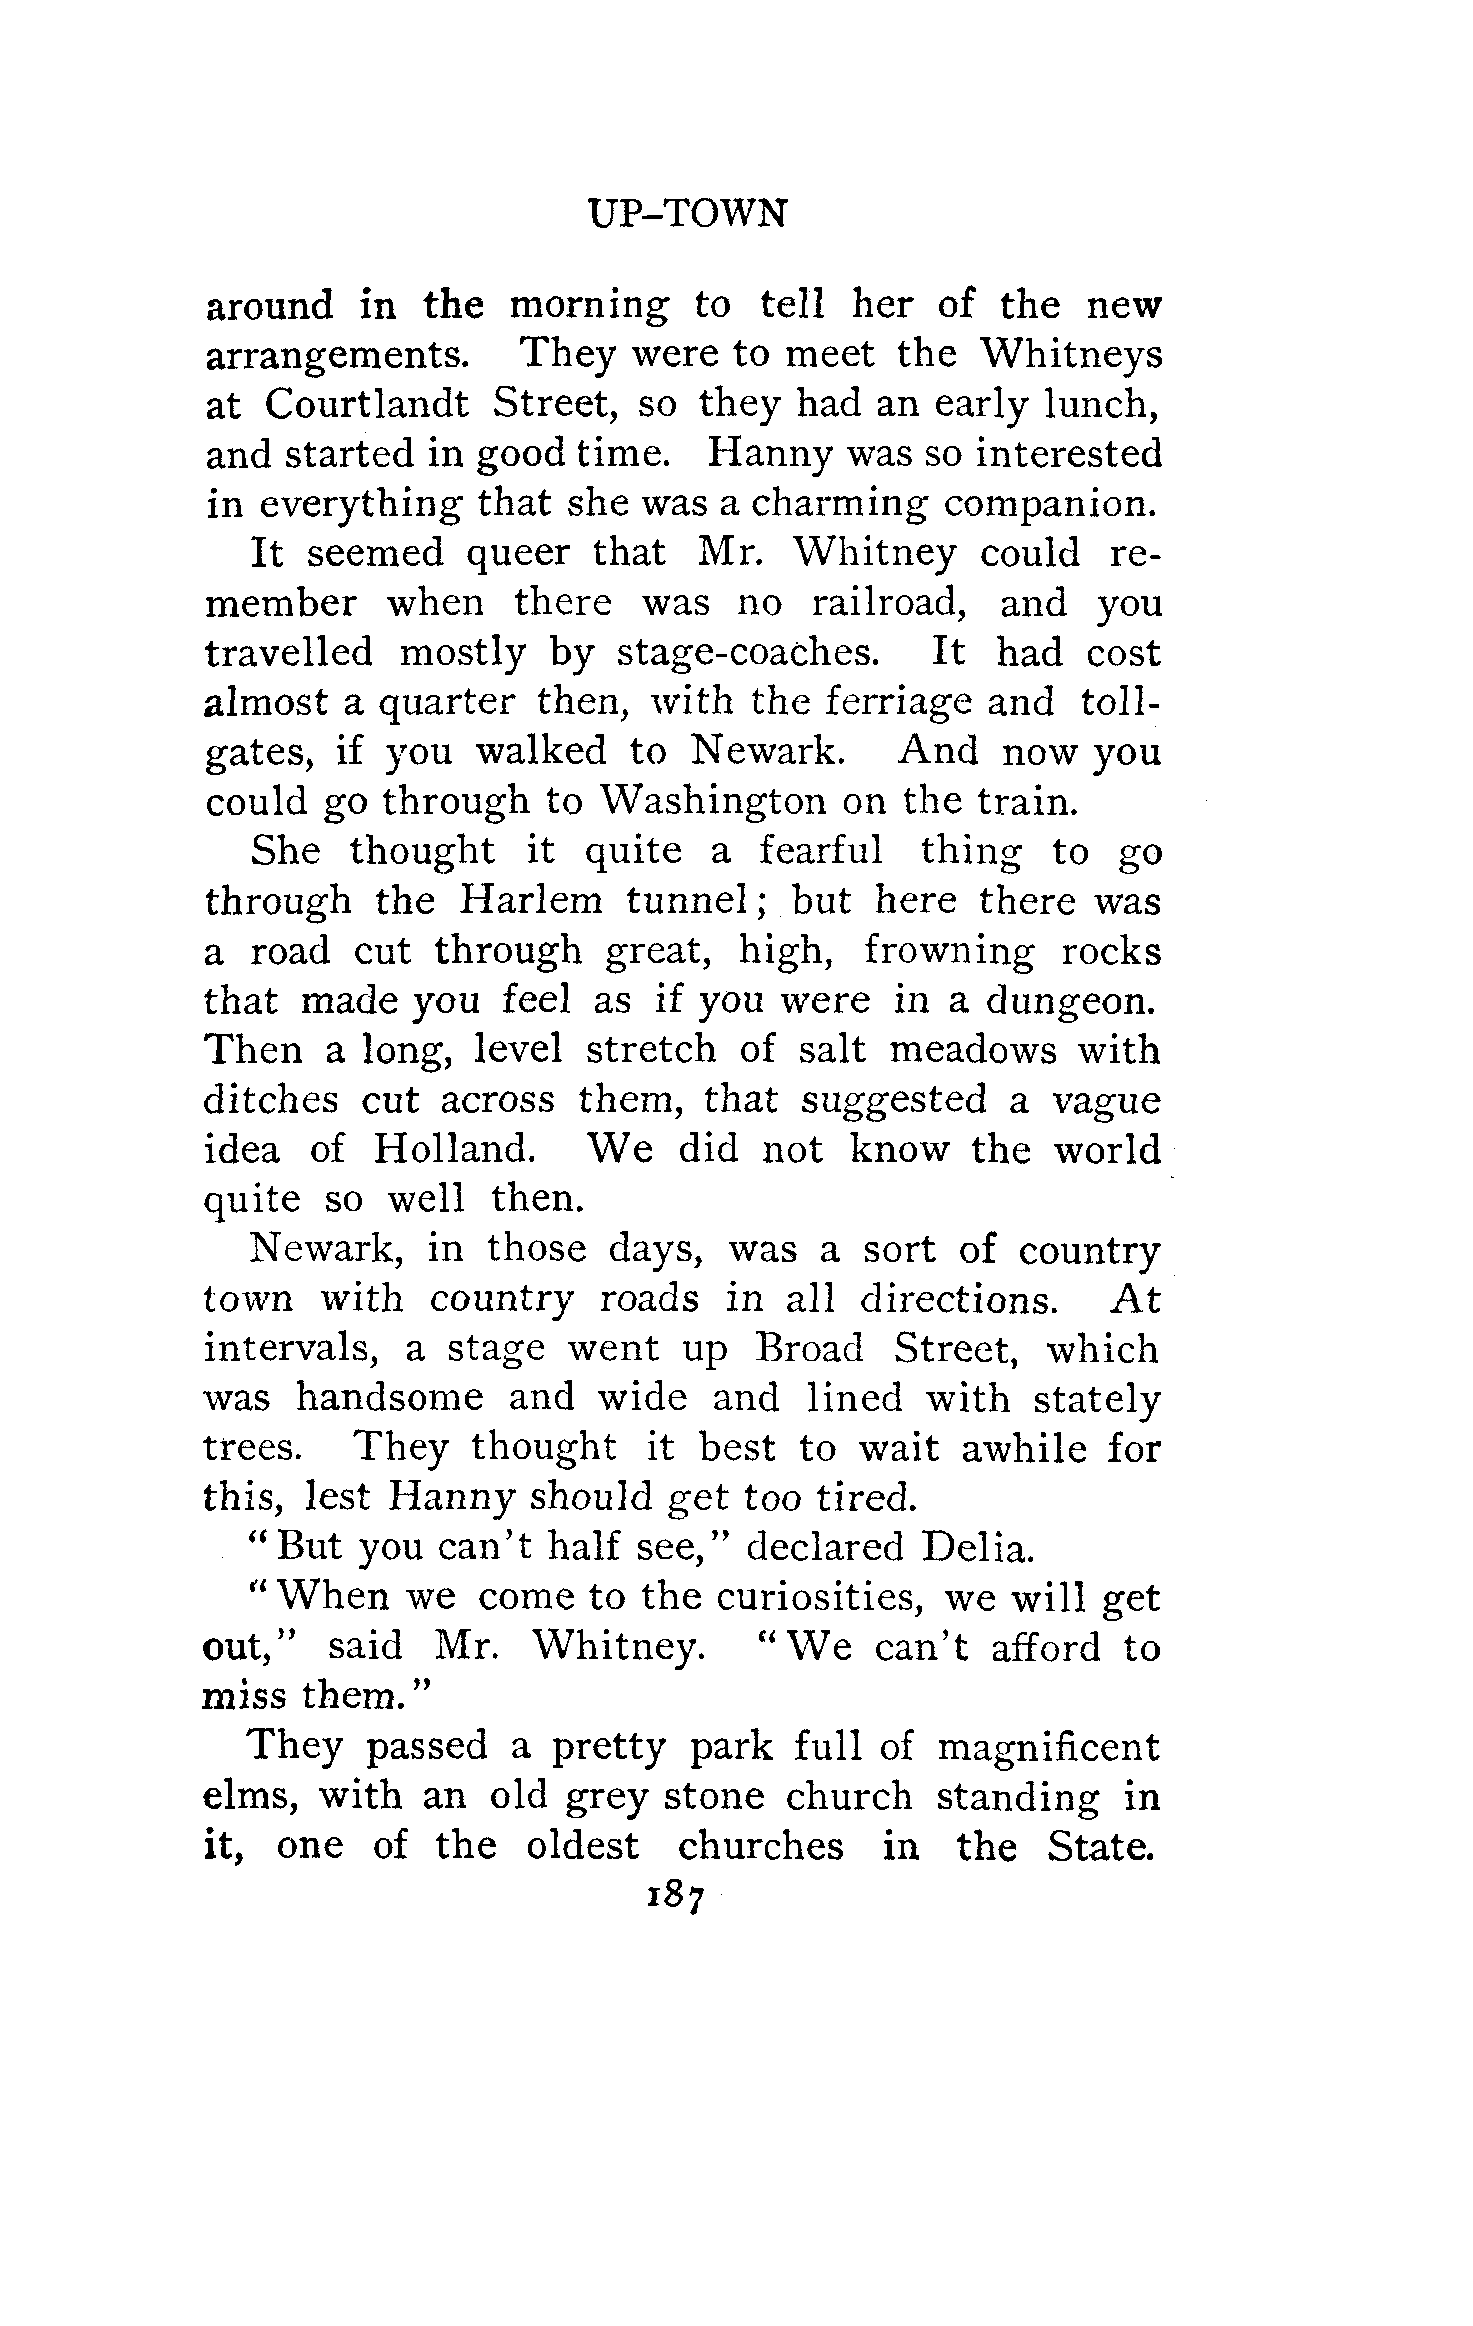 UP-TOWN
around in the morning to tell her of the new
arrangements. They were to meet the Whitneys
at Courtlandt Street, so they had an early lunch,
and started in good time. Hanny was so interested
in everything that she was a charming companion.
It seemed queer that Mr. Whitney could re-
member when there was no railroad, and you
travelled mostly by stage-coaches. It had cost
almost a quarter then, with the ferriage and toll-
gates, if you walked to Newark. And now you
could go through to Washington on the train.
She thought it quite a fearful thing to go
through the Harlem tunnel; but here there was
a road cut through great, high, frowning rocks
that made you feel as if you were in a dungeon.
Then a long, level stretch of salt meadows with
ditches cut across them, that suggested a vague
idea of Holland. We did not know the world
quite so well then.
Newark, in those days, was a sort of country
town with country roads in all directions. At
intervals, a stage went up Broad Street, which
was handsome and wide and lined with stately
trees. They thought it best to wait awhile for
this, lest Hanny should get too tired.
"But you can't half see," declared Delia.
"When we come to the curiosities, we will get
out," said Mr. Whitney. "We can't afford to
miss them."
They passed a pretty park full of magnificent
elms, with an old grey stone church standing in
it, one of the oldest churches in the State.
187